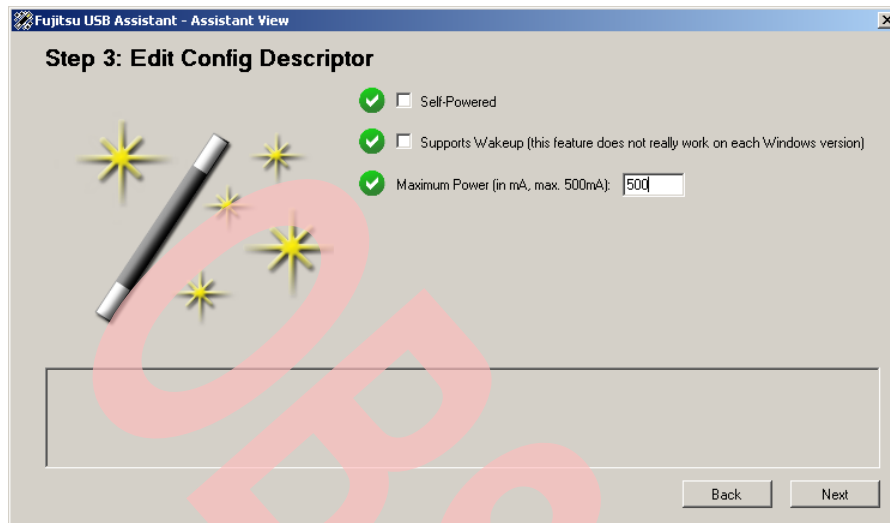 Fujitsu USB Assistant - Assistant View
Step 3: Edit Config Descriptor
Self-Powered
Supports Wakeup (this feature does not really work on each Windows version)
Maximum Power (in mA, max. 500mA): 500
Back Next